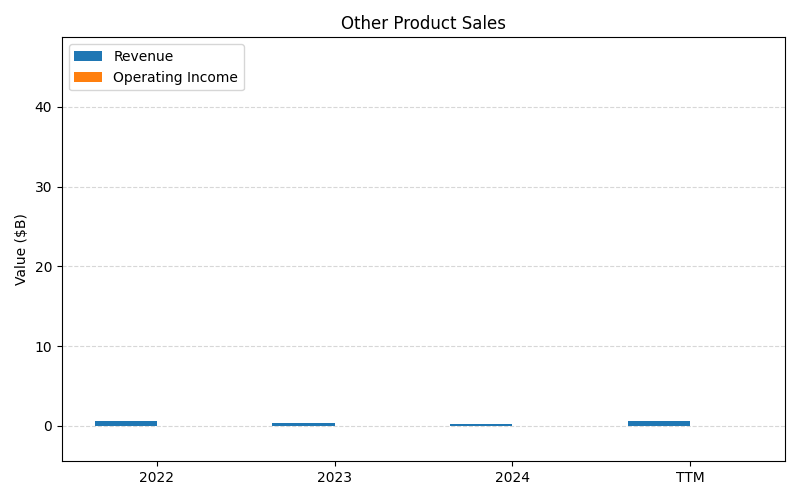 Other Product Sales
Revenue
Operating Income
Value ($B)
40
30
20
10
0
2022
2023
2024
TTM